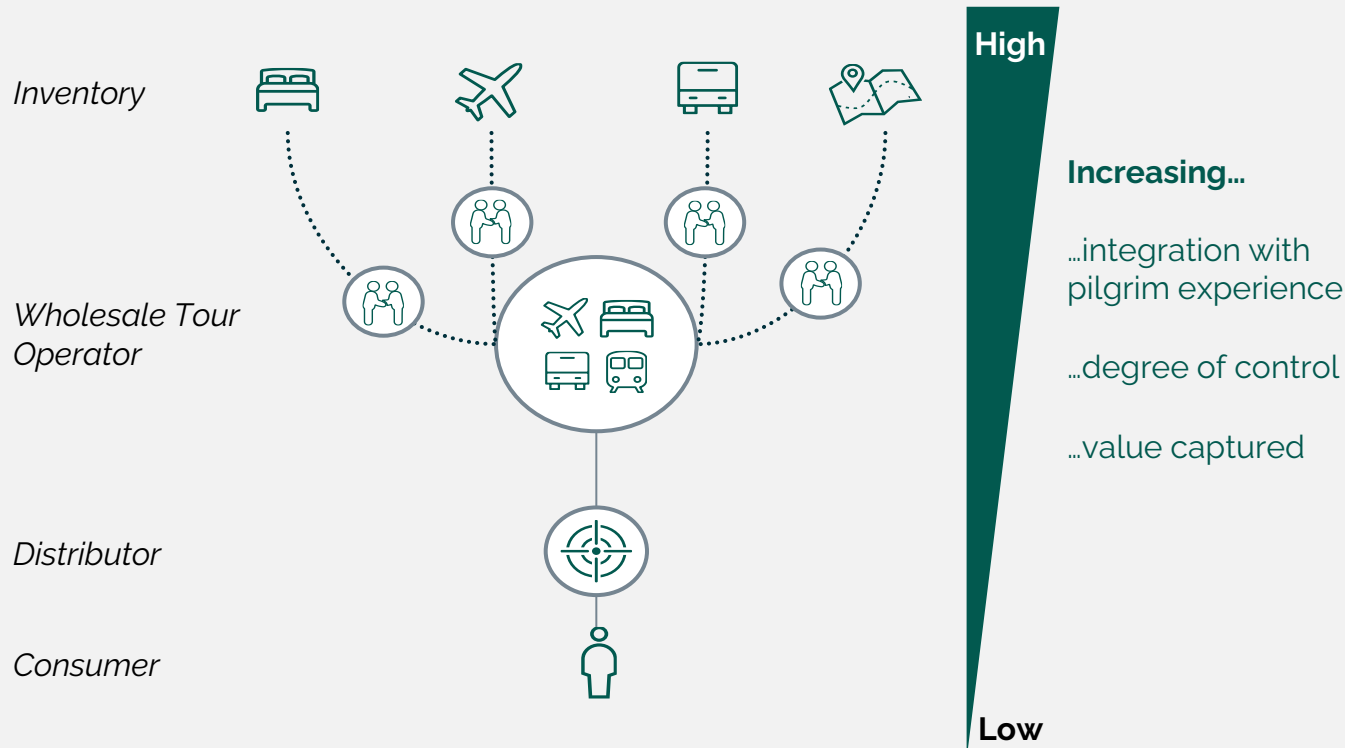 Inventory
Wholesale Tour
Operator
Distributor
Consumer
High
Increasing…
…integration with
pilgrim experience
…degree of control
…value captured
Low